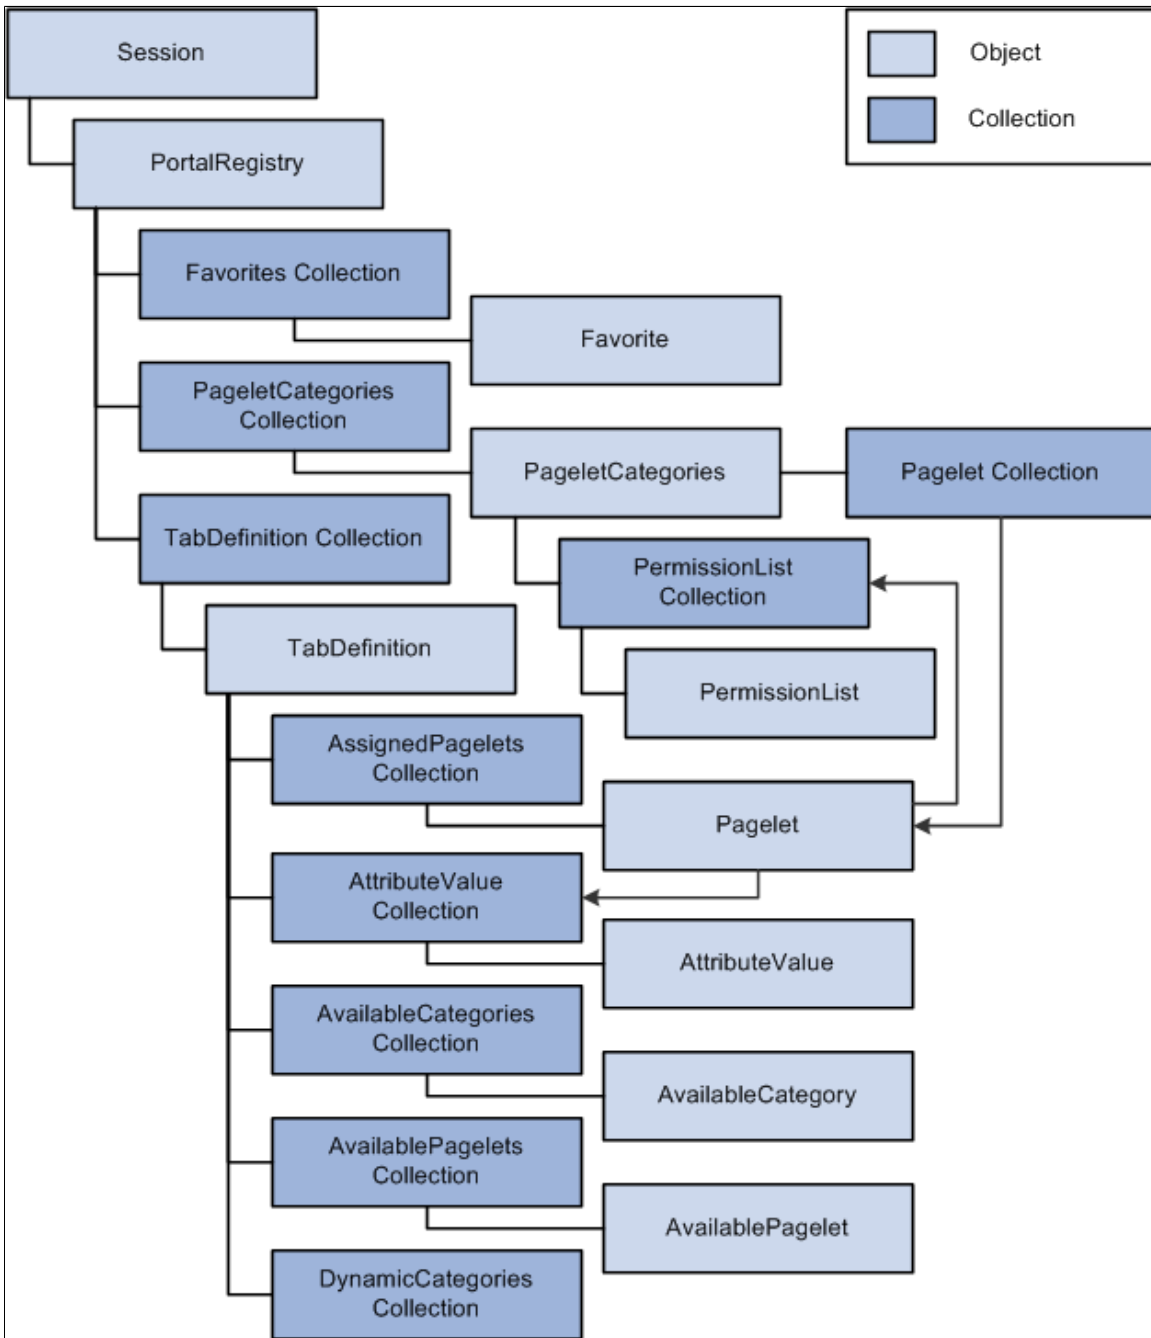 Session
Object
Collection
PortalRegistry
Favorites Collection
Favorite
PageletCategories
Collection
PageletCategories
Pagelet Collection
TabDefinition Collection
PermissionList
Collection
TabDefinition
PermissionList
AssignedPagelets
Collection
Pagelet
AttributeValue
Collection
AttributeValue
AvailableCategories
Collection
AvailableCategory
AvailablePagelets
Collection
AvailablePagelet
DynamicCategories
Collection